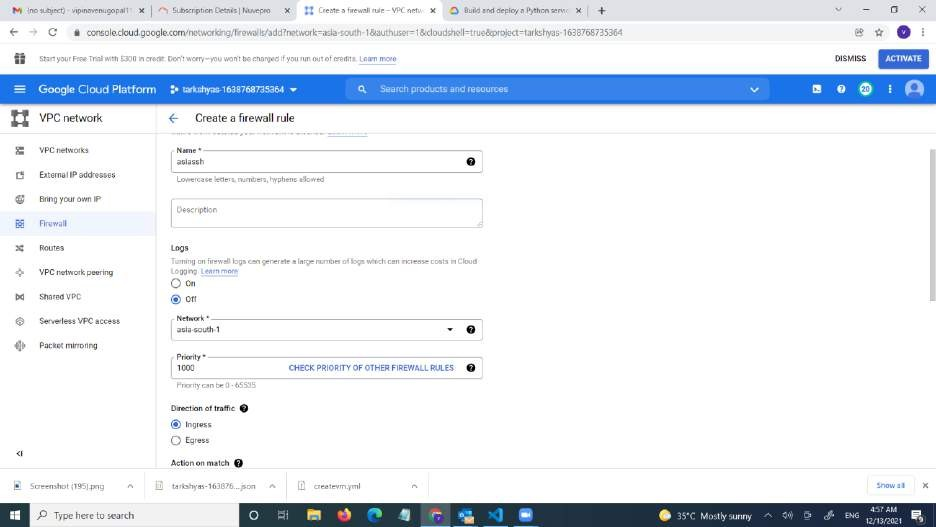 (no subject) - vipinavenugopal11
Subscription Details | Nuvepro
Create a firewall rule – VPC netw
Build and deploy a Python servic
console.cloud.google.com/networking/firewalls/add?network=asia-south-1&authuser=1&cloudshell=true&project=tarkshyas-1638768735364
V
Start your Free Trial with $300 in credit. Don't worry—you won't be charged if you run out of credits. Learn more
DISMISS
ACTIVATE
Google Cloud Platform
tarkshyas-1638768735364
Search products and resources
20
VPC network
Create a firewall rule
VPC networks
External IP addresses
Bring your own IP
Firewall
Routes
VPC network peering
Shared VPC
Serverless VPC access
Packet mirroring
Name *
asiassh
Lowercase letters, numbers, hyphens allowed
Description
Logs
Turning on firewall logs can generate a large number of logs which can increase costs in Cloud
Logging. Learn more
On
Off
Network *
asia-south-1
Priority *
1000
CHECK PRIORITY OF OTHER FIREWALL RULES
Priority can be 0 - 65535
Direction of traffic
Ingress
Egress
Action on match
Screenshot (195).png
tarkshyas-163876....json
createvm.yml
Show all
Type here to search
35°C Mostly sunny
ENG
4:57 AM
12/13/2021